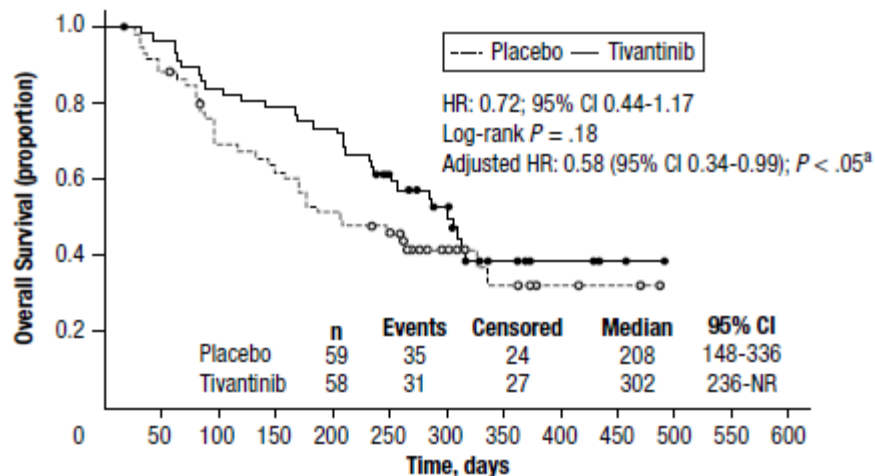 Placebo Tivantinib
HR: 0.72; 95% CI 0.44-1.17
Log-rank P = .18
Adjusted HR: 0.58 (95% CI 0.34-0.99); P < .05a
Overall Survival (proportion)
1.0
0.8
0.6
0.4
0.2
n Events Censored Median 95% CI
Placebo 59 35 24 208 148-336
Tivantinib 58 31 27 302 236-NR
0 50 100 150 200 250 300 350 400 450 500 550 600
Time, days